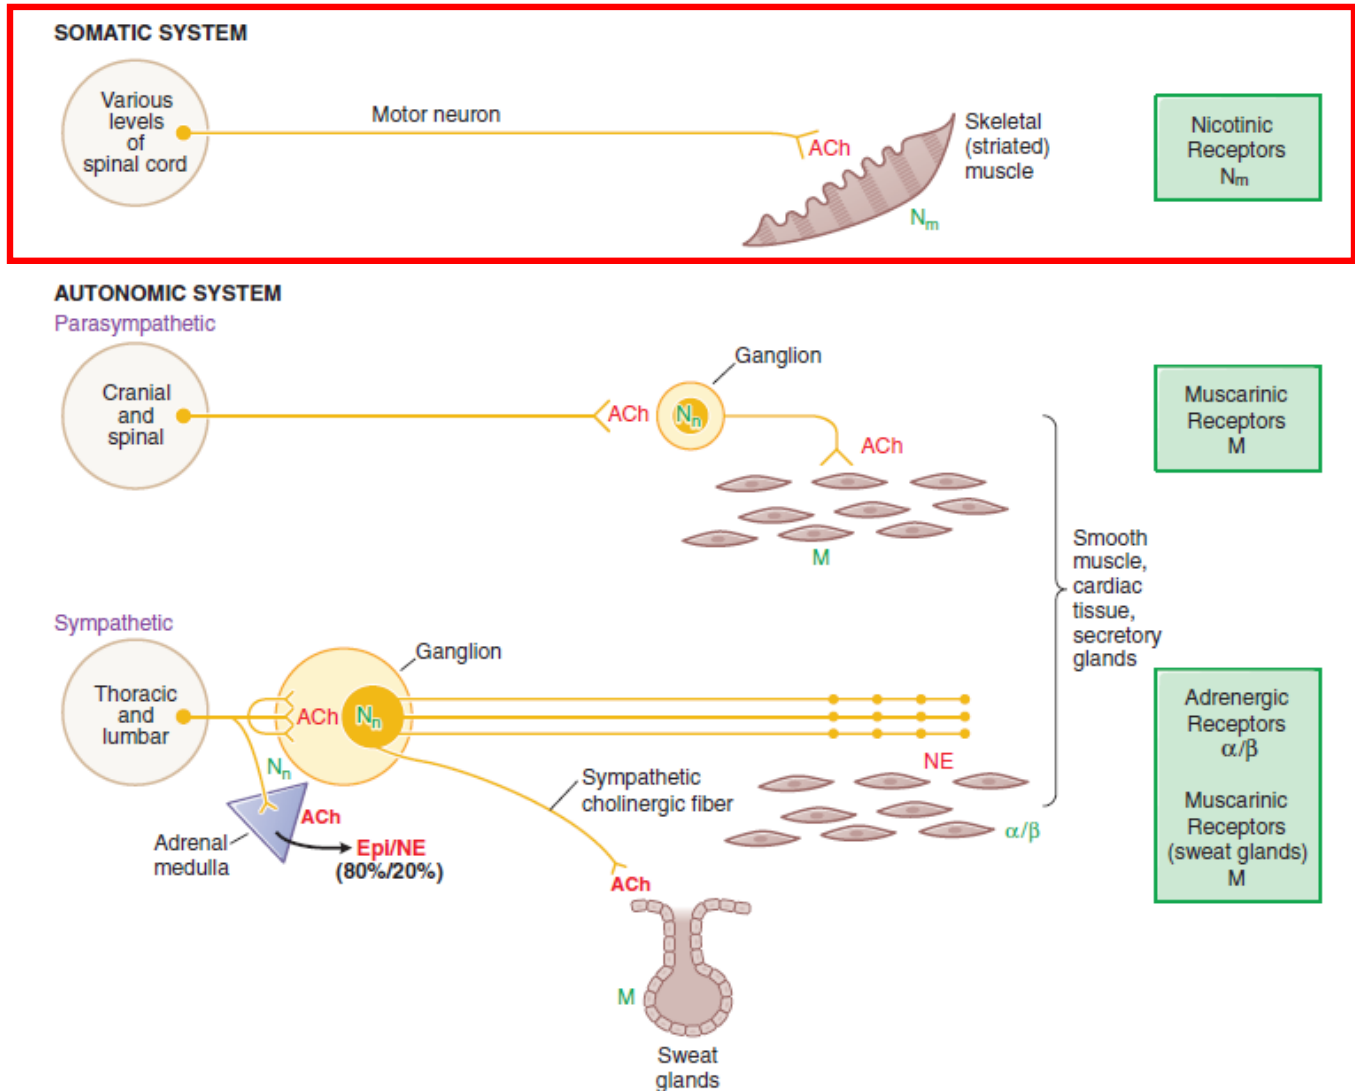 SOMATIC SYSTEM
Various
levels
of
spinal cord
Motor neuron
ACh
Skeletal
(striated)
muscle
Nm
Nicotinic
Receptors
Nm
AUTONOMIC SYSTEM
Parasympathetic
Cranial
and
spinal
ACh
Nn
Ganglion
ACh
M
Muscarinic
Receptors
M
Smooth
muscle,
cardiac
tissue,
secretory
glands
Sympathetic
Thoracic
and
lumbar
Ganglion
ACh
Nn
Nn
ACh
Adrenal
medulla
Epi/NE
(80%/20%)
Sympathetic
cholinergic fiber
NE
α/β
ACh
M
Sweat
glands
Adrenergic
Receptors
α/β
Muscarinic
Receptors
(sweat glands)
M